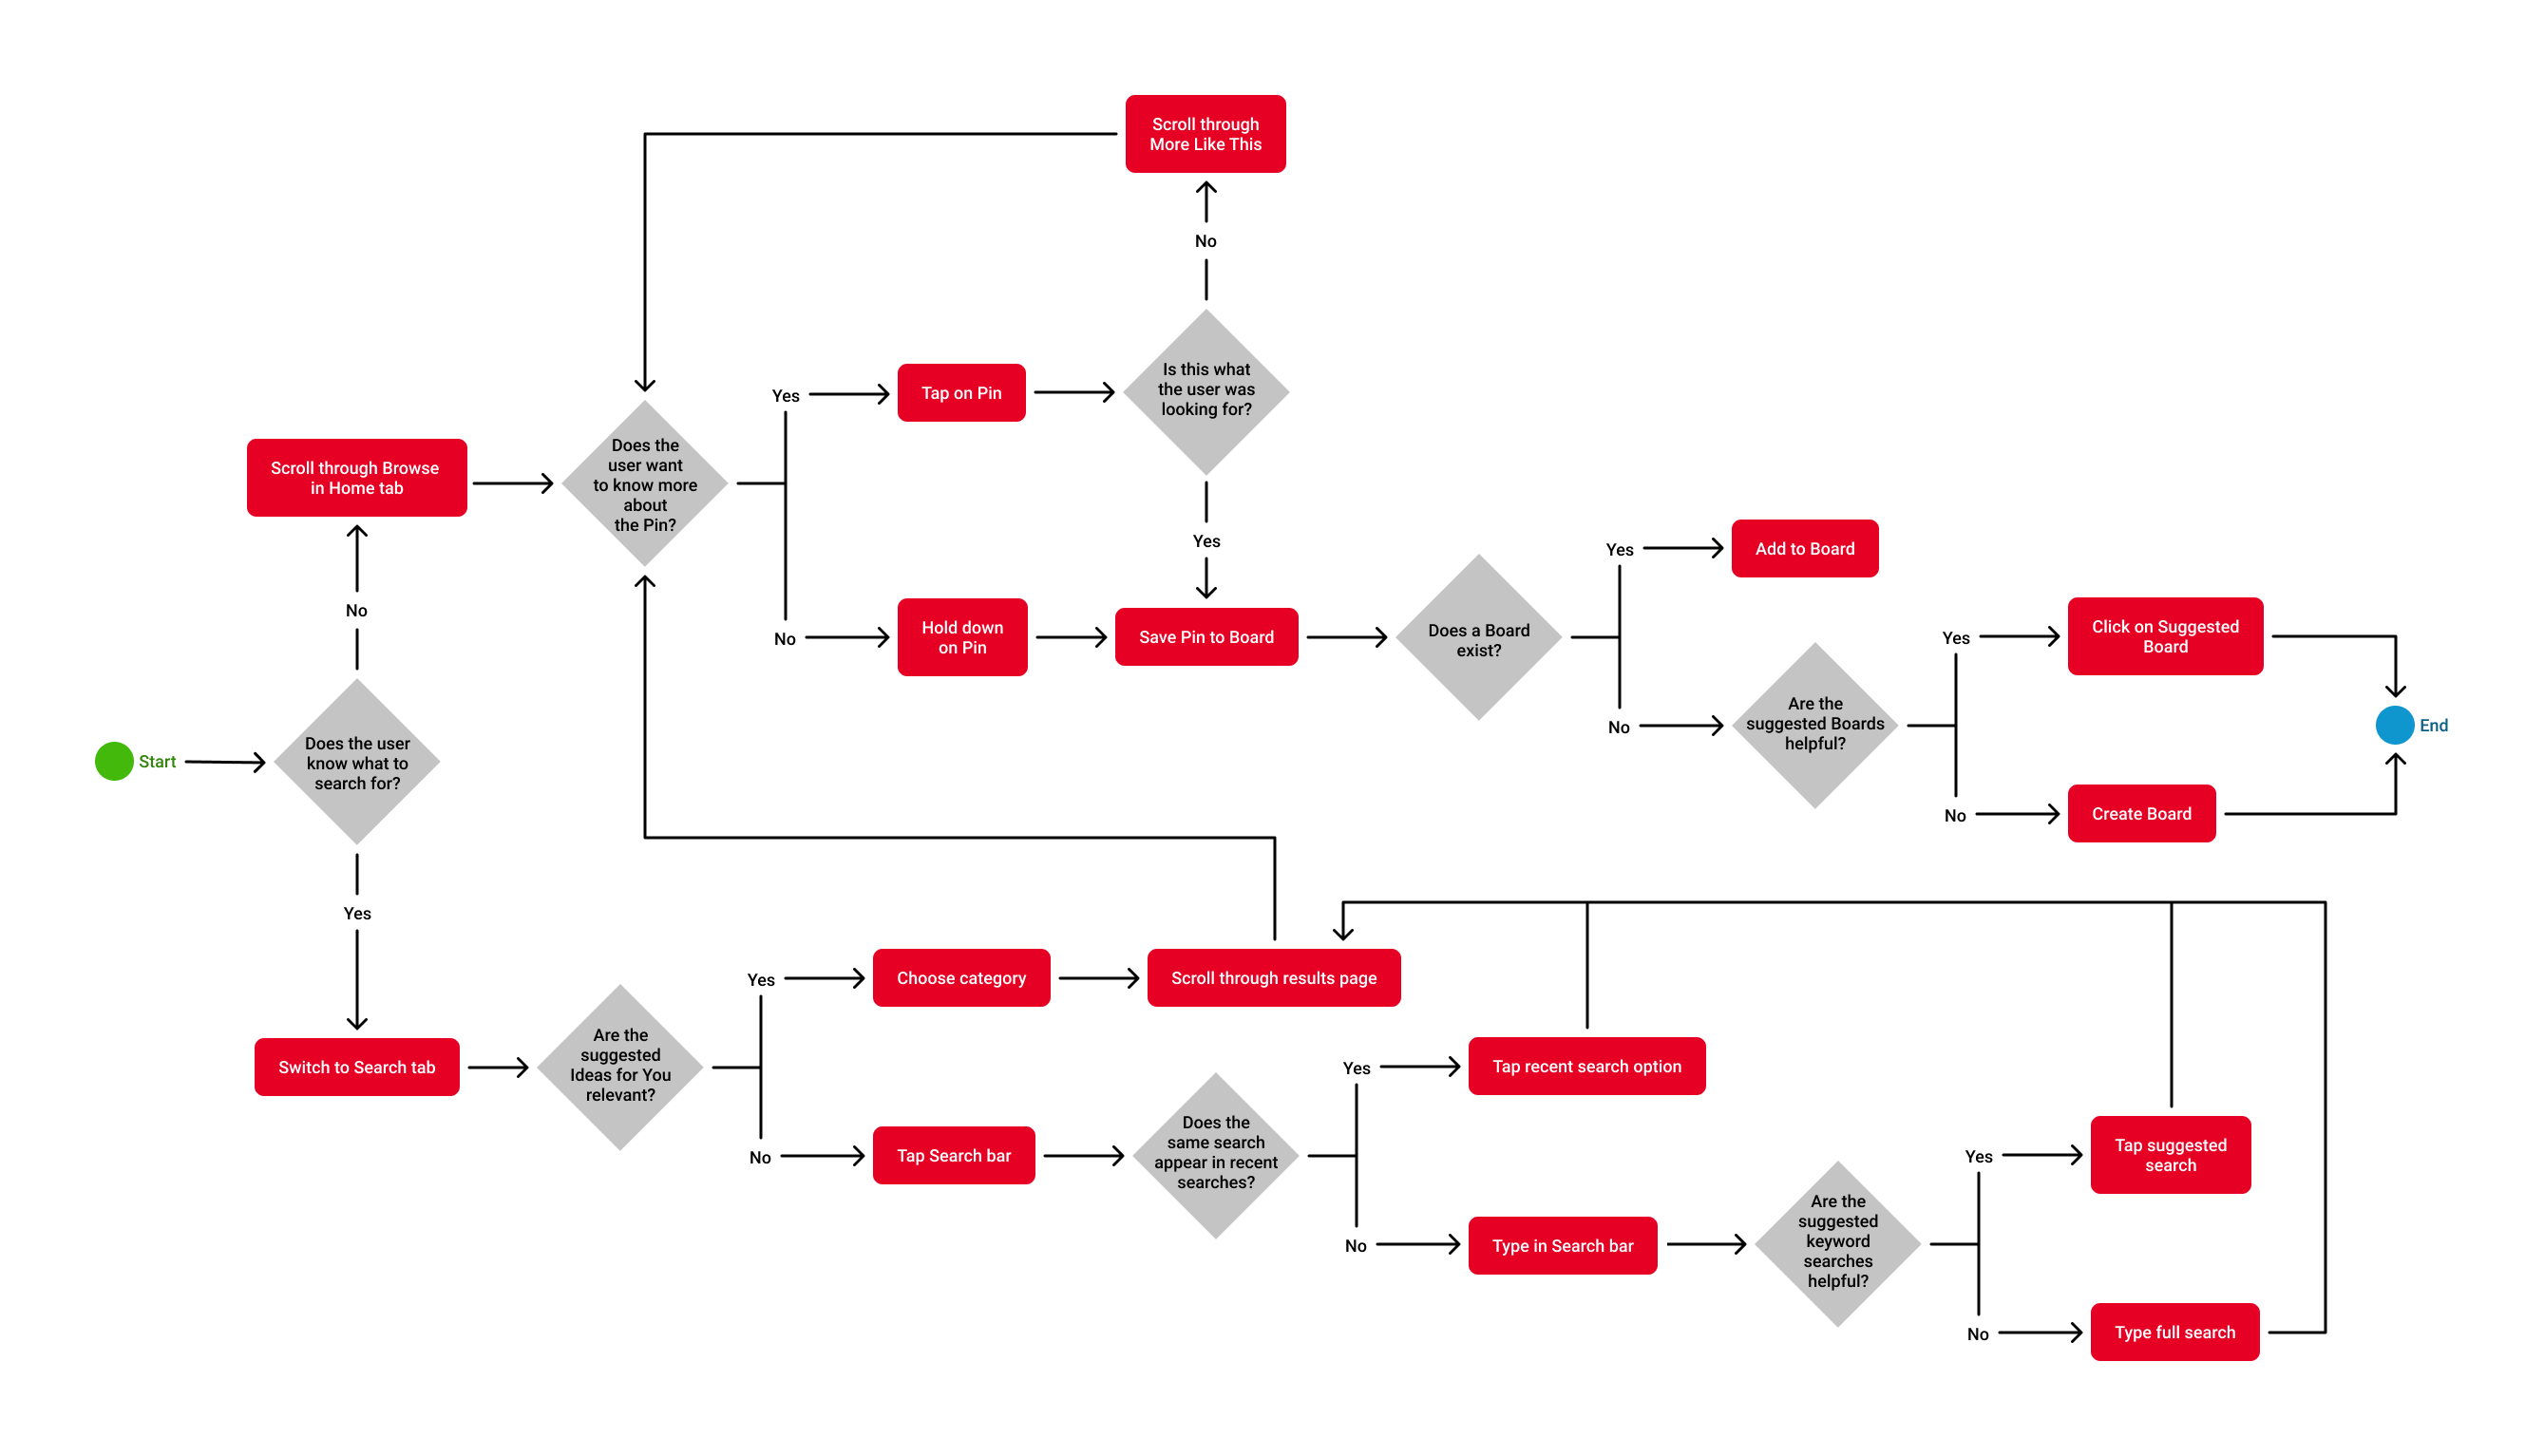 Scroll through
More Like This
No
Is this what
the user was
looking for?
Yes
Tap on Pin
Does the
user want
to know more
about
the Pin?
Scroll through Browse
in Home tab
Yes
Add to Board
Yes
No
Hold down
on Pin
Save Pin to Board
Does a Board
exist?
Yes
Click on Suggested
Board
No
No
Are the
suggested Boards
helpful?
End
Start
Does the user
know what to
search for?
No
Create Board
Yes
Yes
Choose category
Scroll through results page
Switch to Search tab
Are the
suggested
Ideas for You
relevant?
Yes
Tap recent search option
No
Tap Search bar
Does the
same search
appear in recent
searches?
Yes
Tap suggested
search
No
Type in Search bar
Are the
suggested
keyword
searches
helpful?
No
Type full search